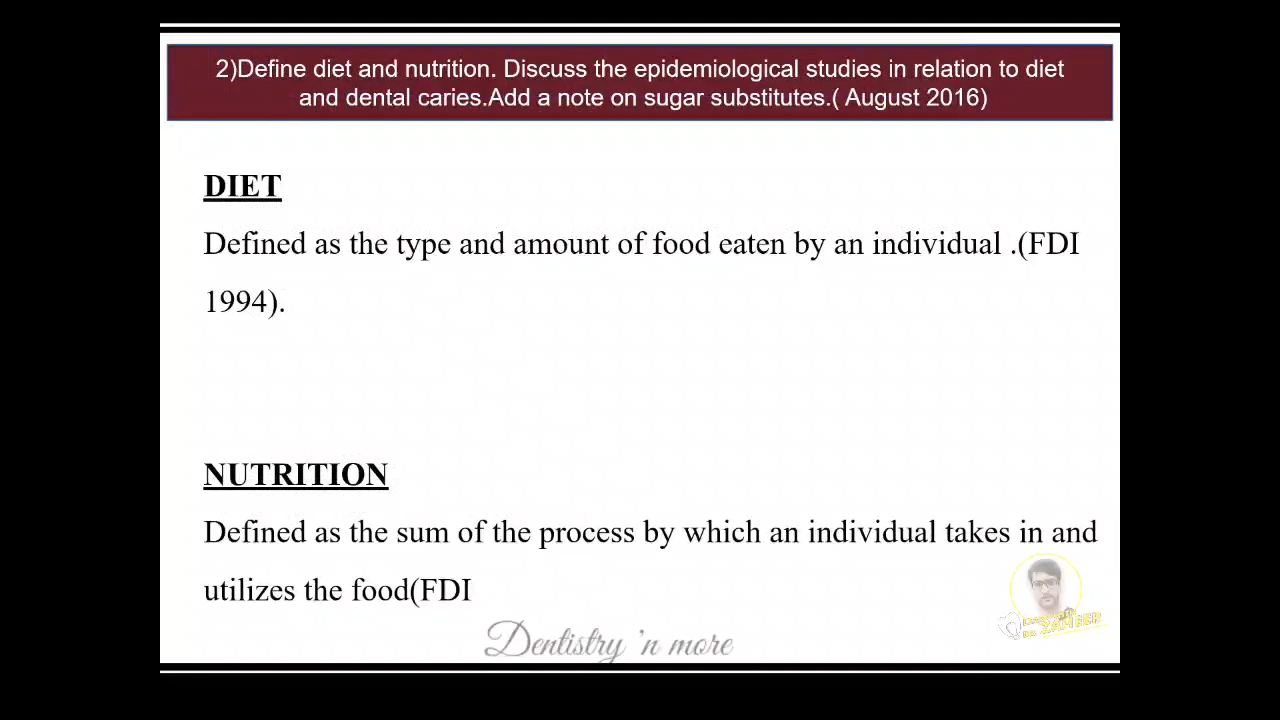 2)Define diet and nutrition. Discuss the epidemiological studies in relation to diet
and dental caries.Add a note on sugar substitutes.( August 2016)
DIET
Defined as the type and amount of food eaten by an individual .(FDI
1994).
NUTRITION
Defined as the sum of the process by which an individual takes in and
utilizes the food(FDI
Dentistry 'n more